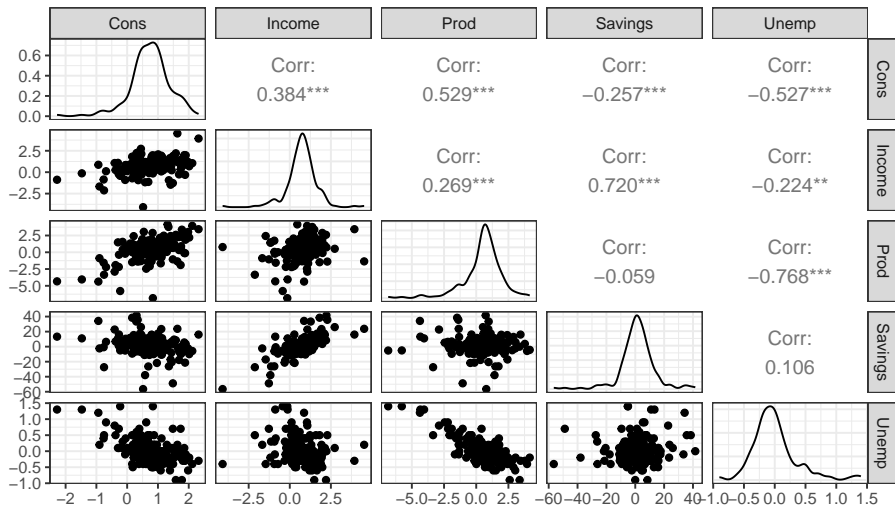 Cons Income Prod Savings Unemp
0.6
0.4
0.2
0.0
Corr: Corr: Corr: Corr:
0.384*** 0.529*** −0.257*** −0.527***
Cons
2.5
0.0
−2.5
Corr: Corr: Corr:
0.269*** 0.720*** −0.224**
Income
2.5
0.0
−2.5
−5.0
Corr: Corr:
−0.059 −0.768***
Prod
40
20
0
−20
−40
−60
Corr:
0.106
Savings
1.5
1.0
0.5
0.0
−0.5
−1.0
Unemp
−2 −1 0 1 2 0.0 2.5 −5.0 −2.5 0.0 2.5 −60 −40 −20 0 20 40 −1.0 −0.5 0.0 0.5 1.0 1.5